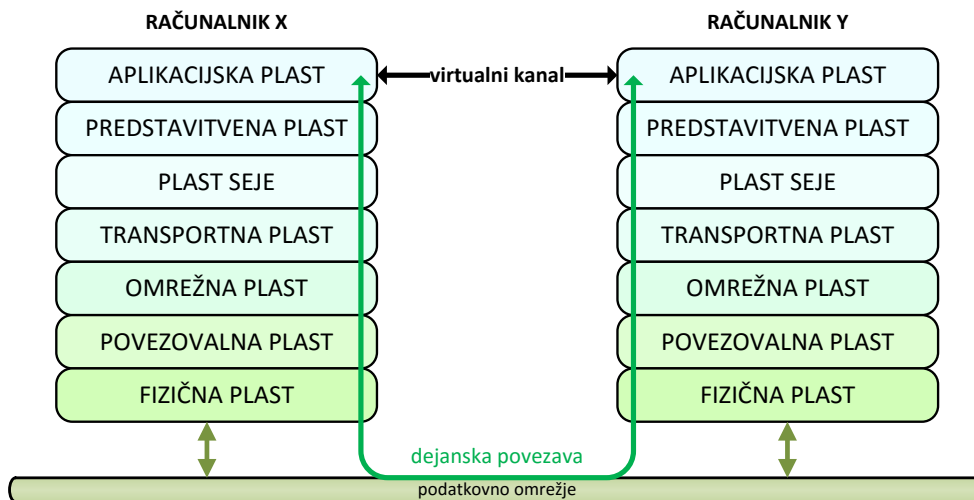 RAČUNALNIK X
APLIKACIJSKA PLAST
PREDSTAVITVENA PLAST
PLAST SEJE
TRANSPORTNA PLAST
OMREŽNA PLAST
POVEZOVALNA PLAST
FIZIČNA PLAST
virtualni kanal
RAČUNALNIK Y
APLIKACIJSKA PLAST
PREDSTAVITVENA PLAST
PLAST SEJE
TRANSPORTNA PLAST
OMREŽNA PLAST
POVEZOVALNA PLAST
FIZIČNA PLAST
dejanska povezava
podatkovno omrežje